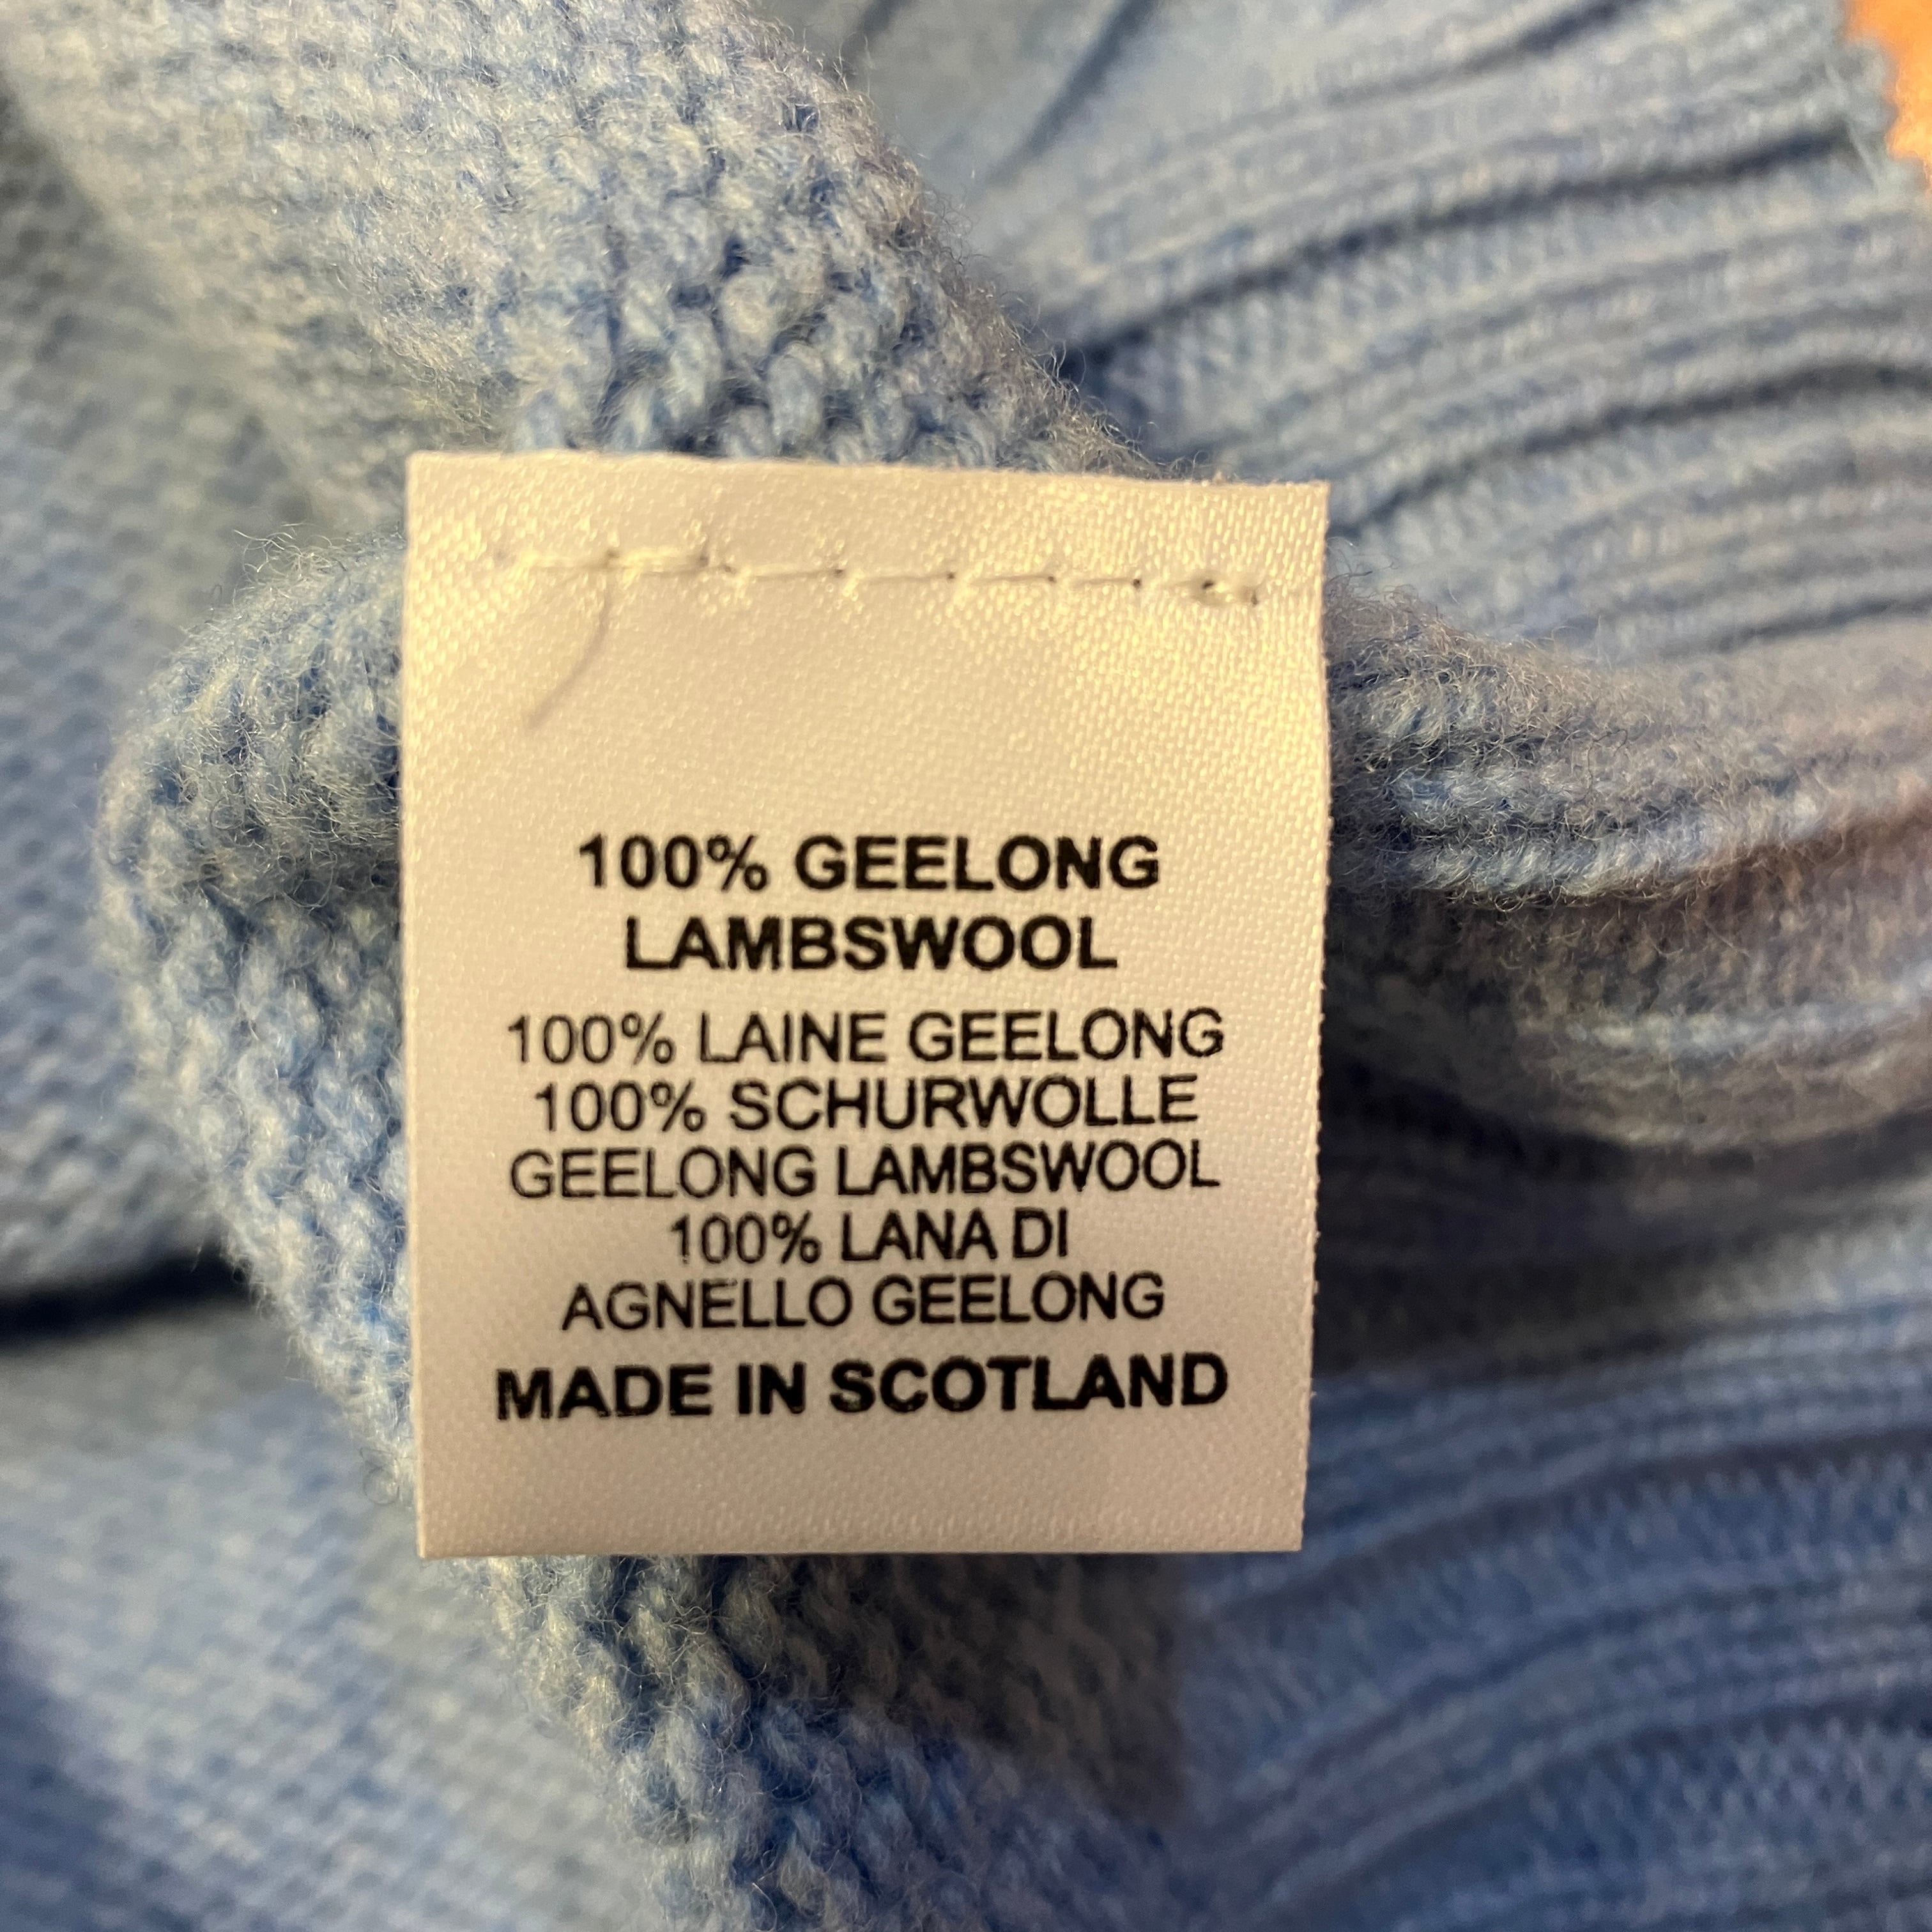 100% GEELONG
LAMBSWOOL
100% LAINE GEELONG
100% SCHURWOLLE
GEELONG LAMBSWOOL
100% LANA DI
AGNELLO GEELONG
MADE IN SCOTLAND